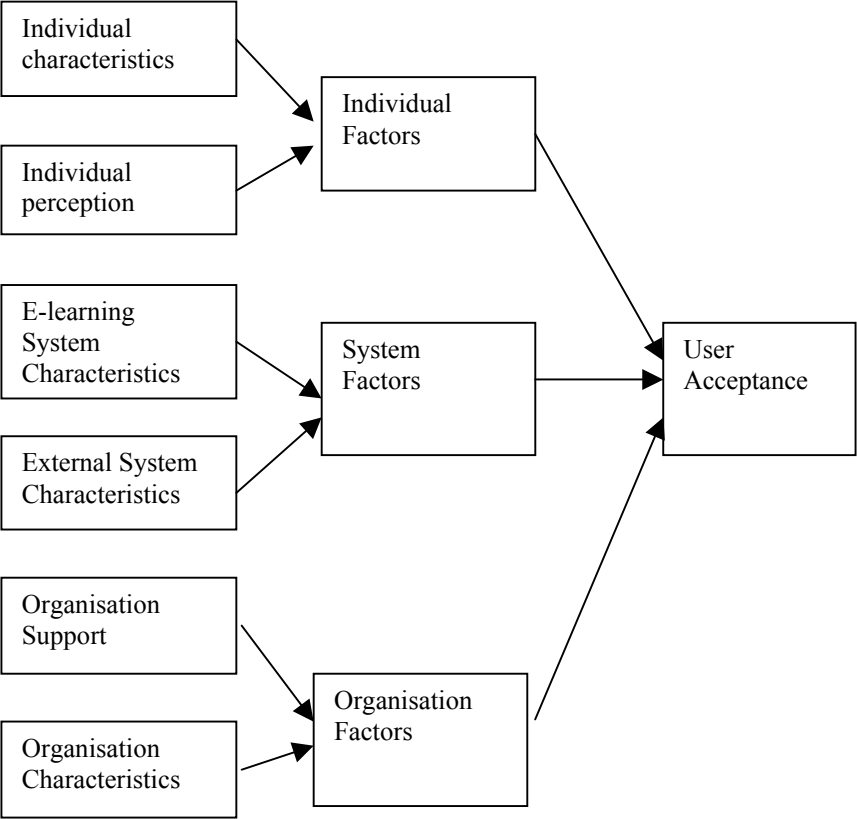 Individual
characteristics
Individual
perception
E-learning
System
Characteristics
External System
Characteristics
Organisation
Support
Organisation
Characteristics
Individual
Factors
System
Factors
Organisation
Factors
User
Acceptance